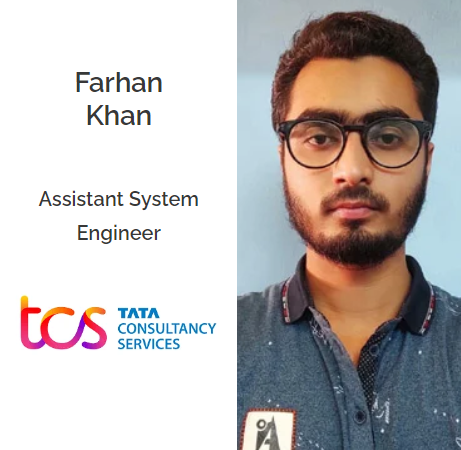 Farhan
Khan
Assistant System
Engineer
tcs TATA
CONSULTANCY
SERVICES
A